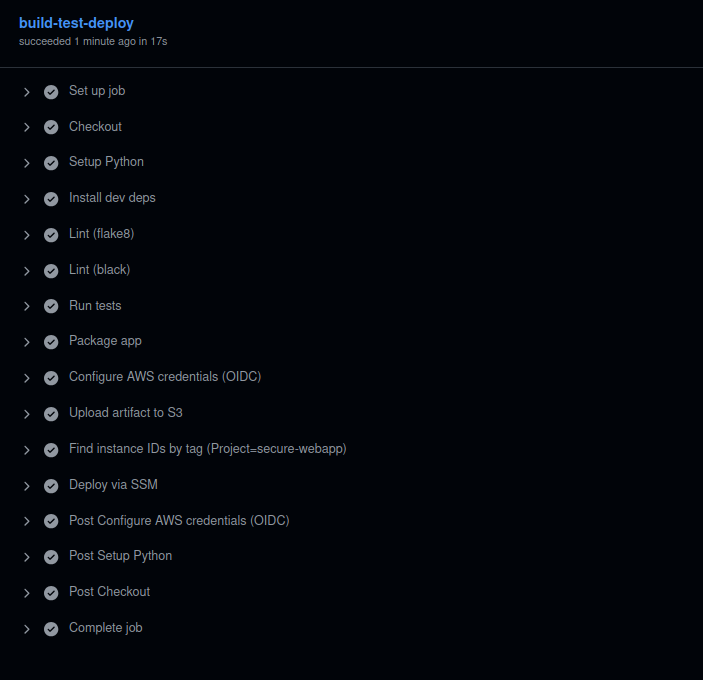 build-test-deploy
succeeded 1 minute ago in 17s
Set up job
Checkout
Setup Python
Install dev deps
Lint (flake8)
Lint (black)
Run tests
Package app
Configure AWS credentials (OIDC)
Upload artifact to S3
Find instance IDs by tag (Project=secure-webapp)
Deploy via SSM
Post Configure AWS credentials (OIDC)
Post Setup Python
Post Checkout
Complete job